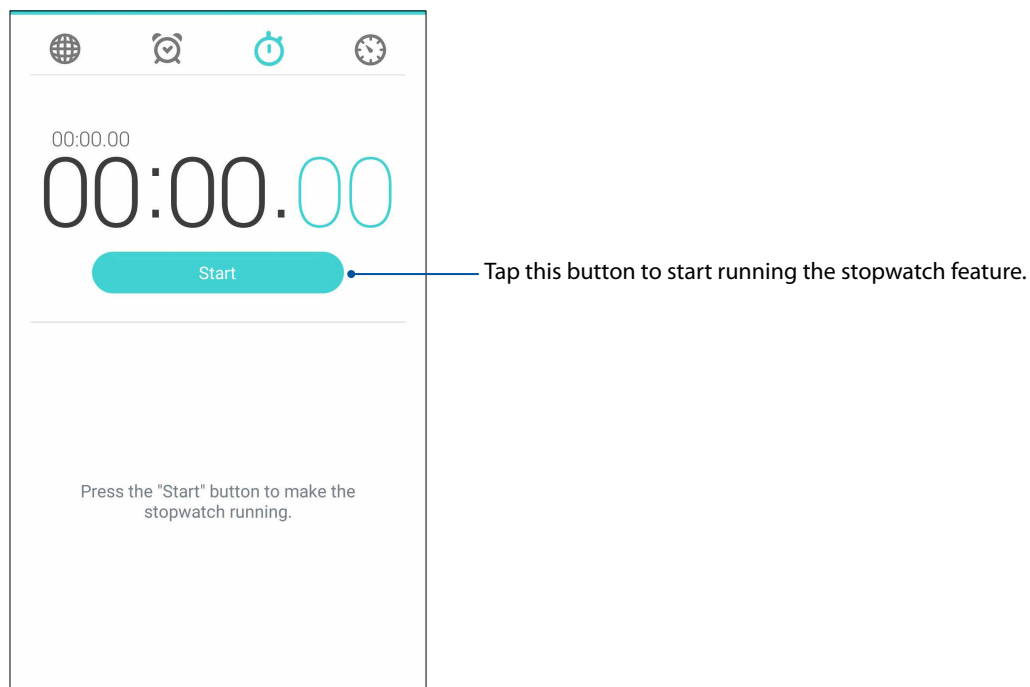 00:00.00
00:00.00
Start
Tap this button to start running the stopwatch feature.
Press the "Start" button to make the
stopwatch running.